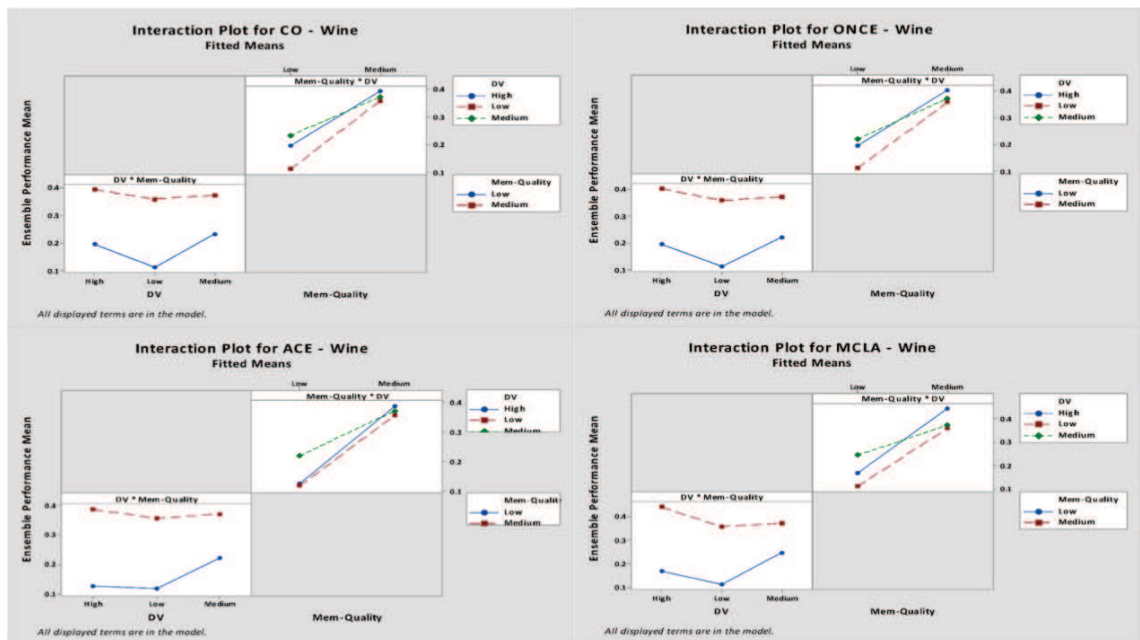 Interaction Plot for CO - Wine
Fitted Means
Low Medium
Mem-Quality * DV
DV
High
Low
Medium
0.4
0.3
0.2
0.1
Ensemble Performance Mean
DV * Mem-Quality
0.4
0.3
0.2
0.1
High Low Medium
DV
Mem-Quality
Mem-Quality
Low
Medium
All displayed terms are in the model.
Interaction Plot for ONCE - Wine
Fitted Means
Low Medium
Mem-Quality * DV
DV
High
Low
Medium
0.4
0.3
0.2
0.1
Ensemble Performance Mean
DV * Mem-Quality
0.4
0.3
0.2
0.1
High Low Medium
DV
Mem-Quality
Mem-Quality
Low
Medium
All displayed terms are in the model.
Interaction Plot for ACE - Wine
Fitted Means
Low Medium
Mem-Quality * DV
DV
High
Low
Medium
0.4
0.3
0.2
0.1
Ensemble Performance Mean
DV * Mem-Quality
0.4
0.3
0.2
0.1
High Low Medium
DV
Mem-Quality
Mem-Qualit
Low
Medium
All displayed terms are in the model.
Interaction Plot for MCLA - Wine
Fitted Means
Low Medium
Mem-Quality * DV
DV
High
Low
Medium
0.4
0.3
0.2
0.1
Ensemble Performance Mean
DV * Mem-Quality
0.4
0.3
0.2
0.1
High Low Medium
DV
Mem-Quality
Mem-Quality
Low
Medium
All displayed terms are in the model.